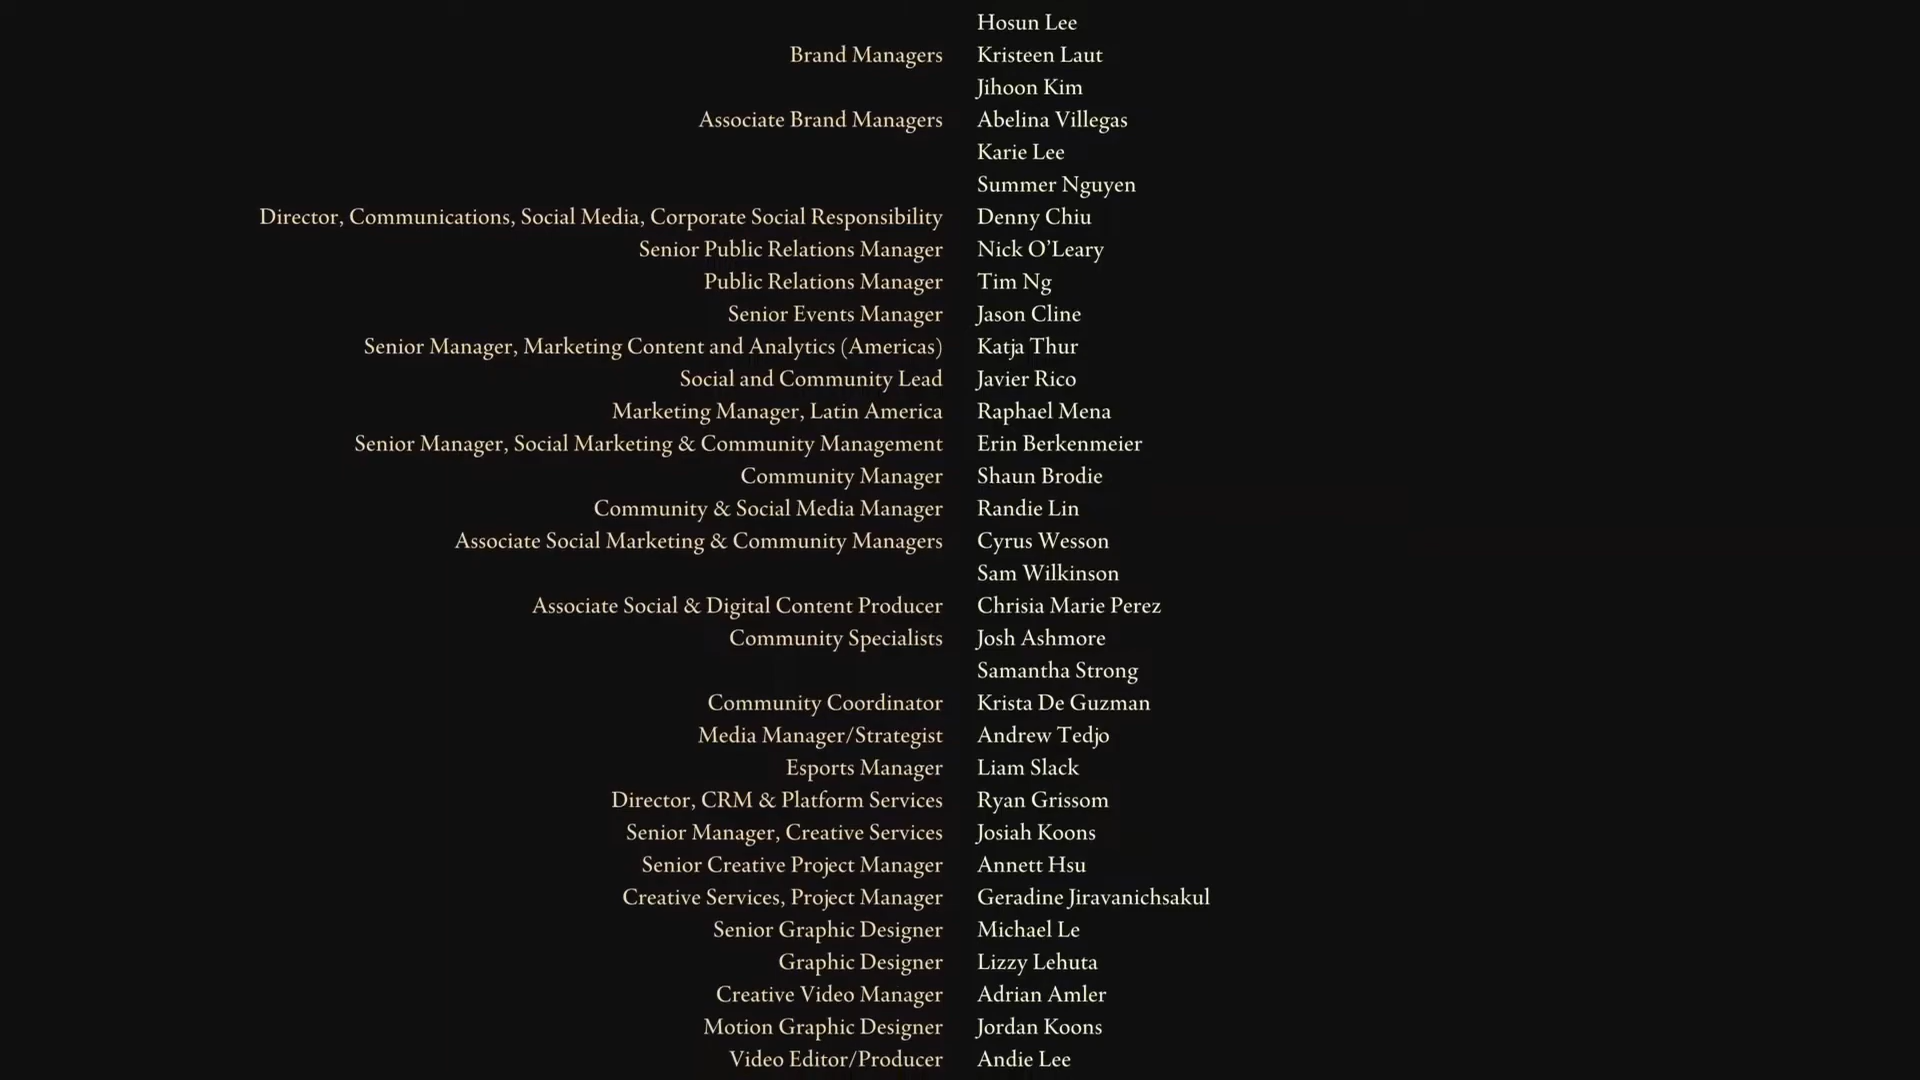 Hosun Lee
Brand Managers Kristeen Laut
Jihoon Kim
Associate Brand Managers Abelina Villegas
Karie Lee
Summer Nguyen
Director, Communications, Social Media, Corporate Social Responsibility Denny Chiu
Senior Public Relations Manager Nick O’Leary
Public Relations Manager Tim Ng
Senior Events Manager Jason Cline
Senior Manager, Marketing Content and Analytics (Americas) Katja Thur
Social and Community Lead Javier Rico
Marketing Manager, Latin America Raphael Mena
Senior Manager, Social Marketing & Community Management Erin Berkenmeier
Community Manager Shaun Brodie
Community & Social Media Manager Randie Lin
Associate Social Marketing & Community Managers Cyrus Wesson
Sam Wilkinson
Associate Social & Digital Content Producer Chrisia Marie Perez
Community Specialists Josh Ashmore
Samantha Strong
Community Coordinator Krista De Guzman
Media Manager/Strategist Andrew Tedjo
Esports Manager Liam Slack
Director, CRM & Platform Services Ryan Grissom
Senior Manager, Creative Services Josiah Koons
Senior Creative Project Manager Annett Hsu
Creative Services, Project Manager Geradine Jiravanichsakul
Senior Graphic Designer Michael Le
Graphic Designer Lizzy Lehuta
Creative Video Manager Adrian Amler
Motion Graphic Designer Jordan Koons
Video Editor/Producer Andie Lee